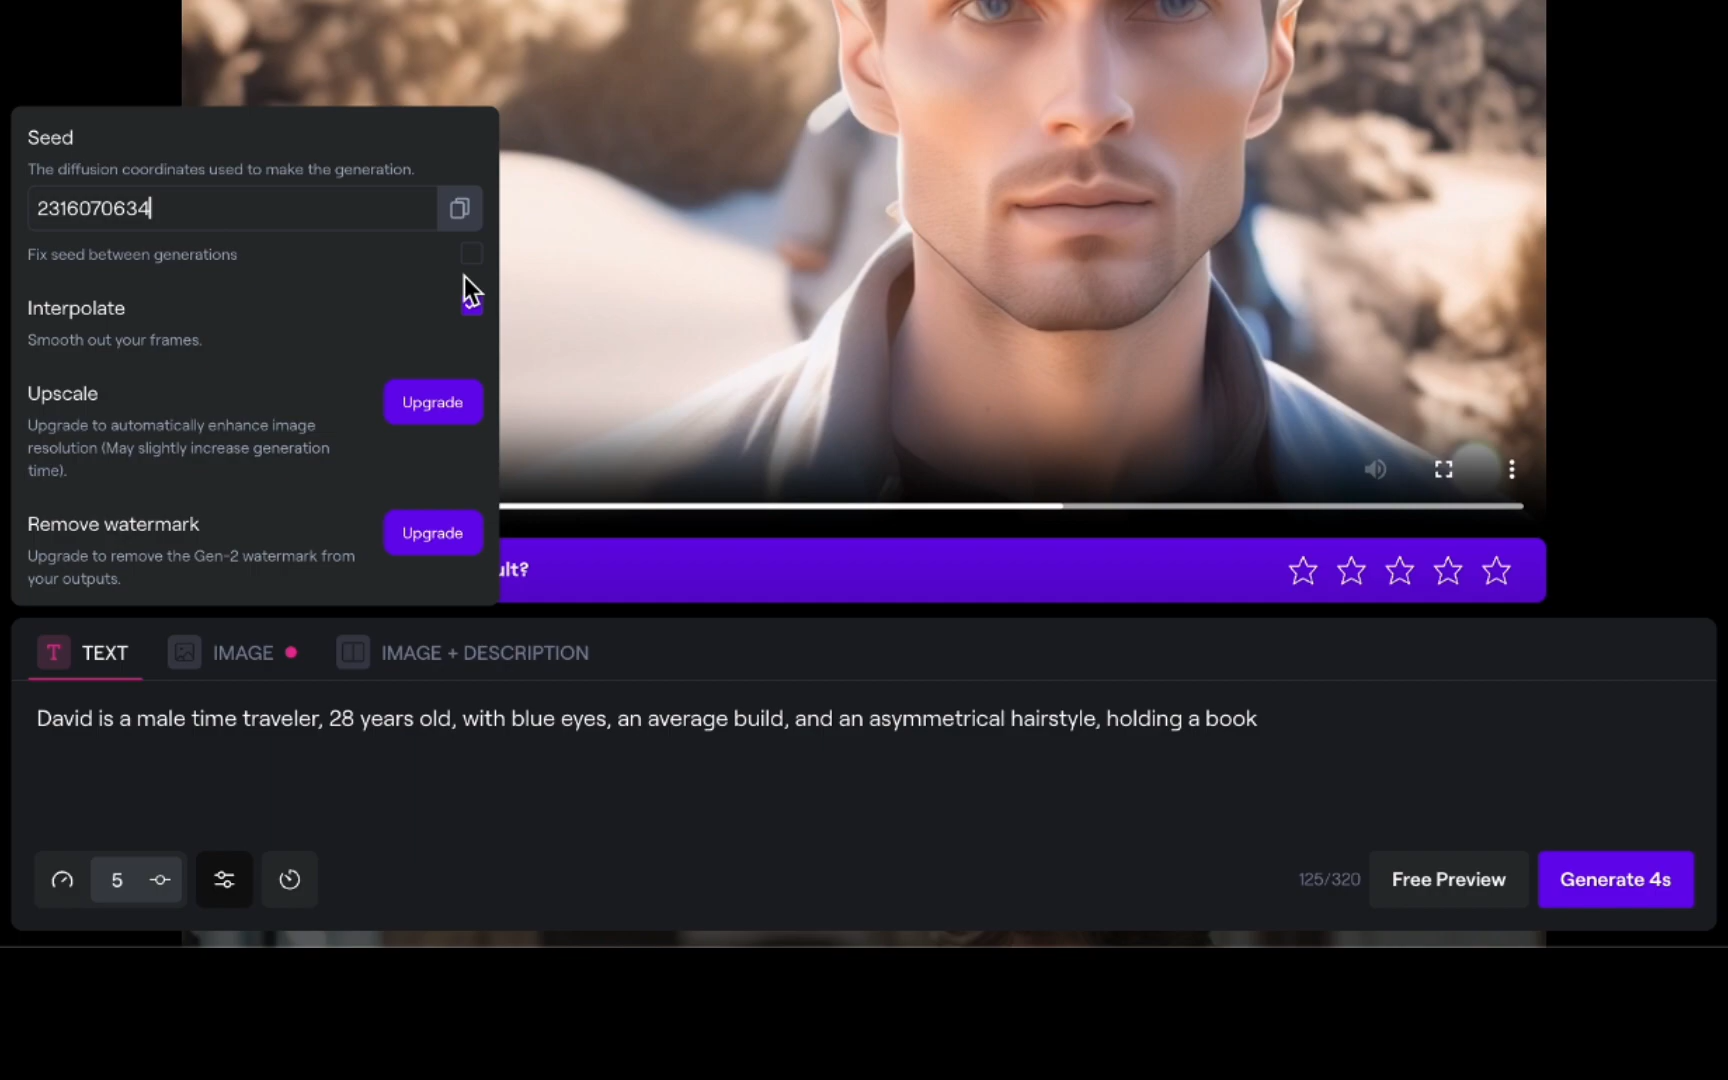 Seed
The diffusion coordinates used to make the generation.
2316070634
Fix seed between generations
Interpolate
Smooth out your frames.
Upscale
Upgrade
Upgrade to automatically enhance image
resolution (May slightly increase generation
time).
Remove watermark
Upgrade
Upgrade to remove the Gen-2 watermark from
your outputs.
ult?
T TEXT
IMAGE
IMAGE + DESCRIPTION
David is a male time traveler, 28 years old, with blue eyes, an average build, and an asymmetrical hairstyle, holding a book
5
125/320
Free Preview
Generate 4s